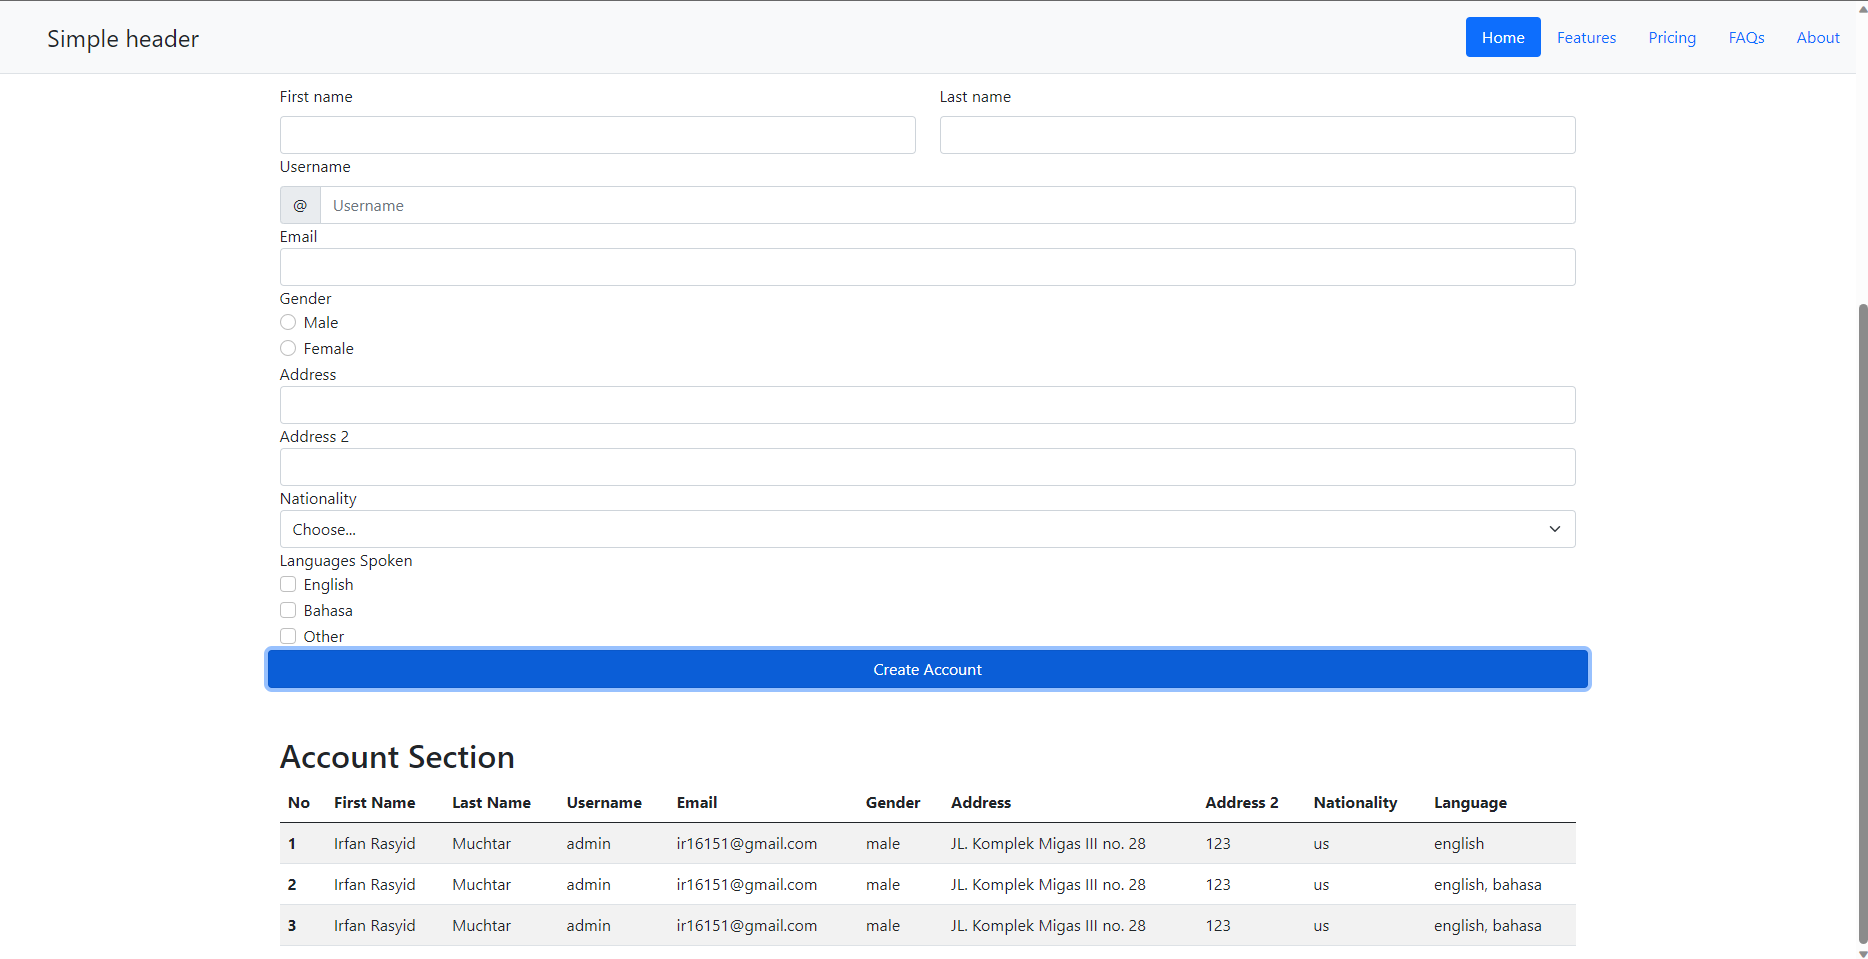 Simple header Home Features Pricing FAQs About
First name Last name
Username
@ Username
Email
Gender
Male
Female
Address
Address 2
Nationality
Choose...
Languages Spoken
English
Bahasa
Other
Create Account
Account Section
No First Name Last Name Username Email Gender Address Address 2 Nationality Language
1 Irfan Rasyid Muchtar admin ir16151@gmail.com male JL. Komplek Migas III no. 28 123 us english
2 Irfan Rasyid Muchtar admin ir16151@gmail.com male JL. Komplek Migas III no. 28 123 us english, bahasa
3 Irfan Rasyid Muchtar admin ir16151@gmail.com male JL. Komplek Migas III no. 28 123 us english, bahasa